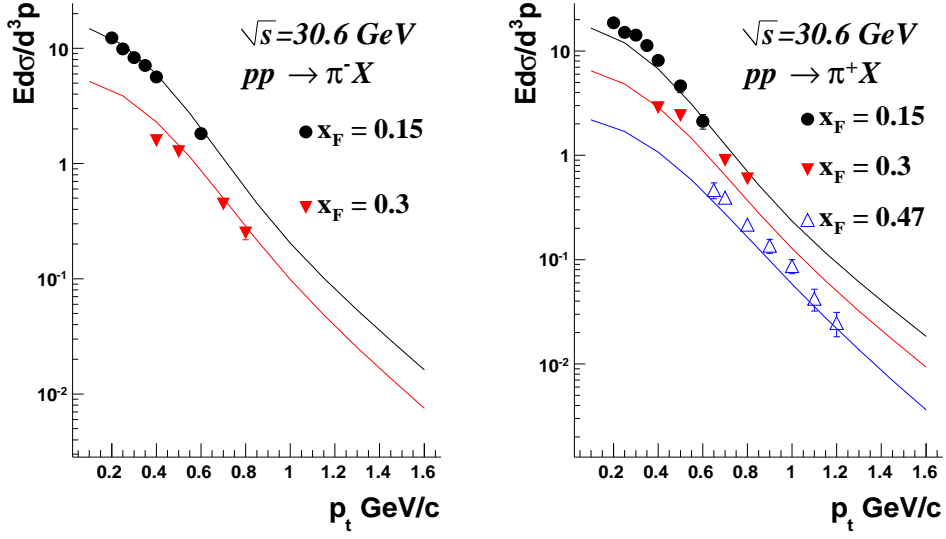 Edσ/d³p
10
1
10⁻¹
10⁻²
√s=30.6 GeV
pp → π⁻X
x_F = 0.15
x_F = 0.3
0.2 0.4 0.6 0.8 1 1.2 1.4 1.6
p_t GeV/c
Edσ/d³p
10
1
10⁻¹
10⁻²
√s=30.6 GeV
pp → π⁺X
x_F = 0.15
x_F = 0.3
x_F = 0.47
0.2 0.4 0.6 0.8 1 1.2 1.4 1.6
p_t GeV/c